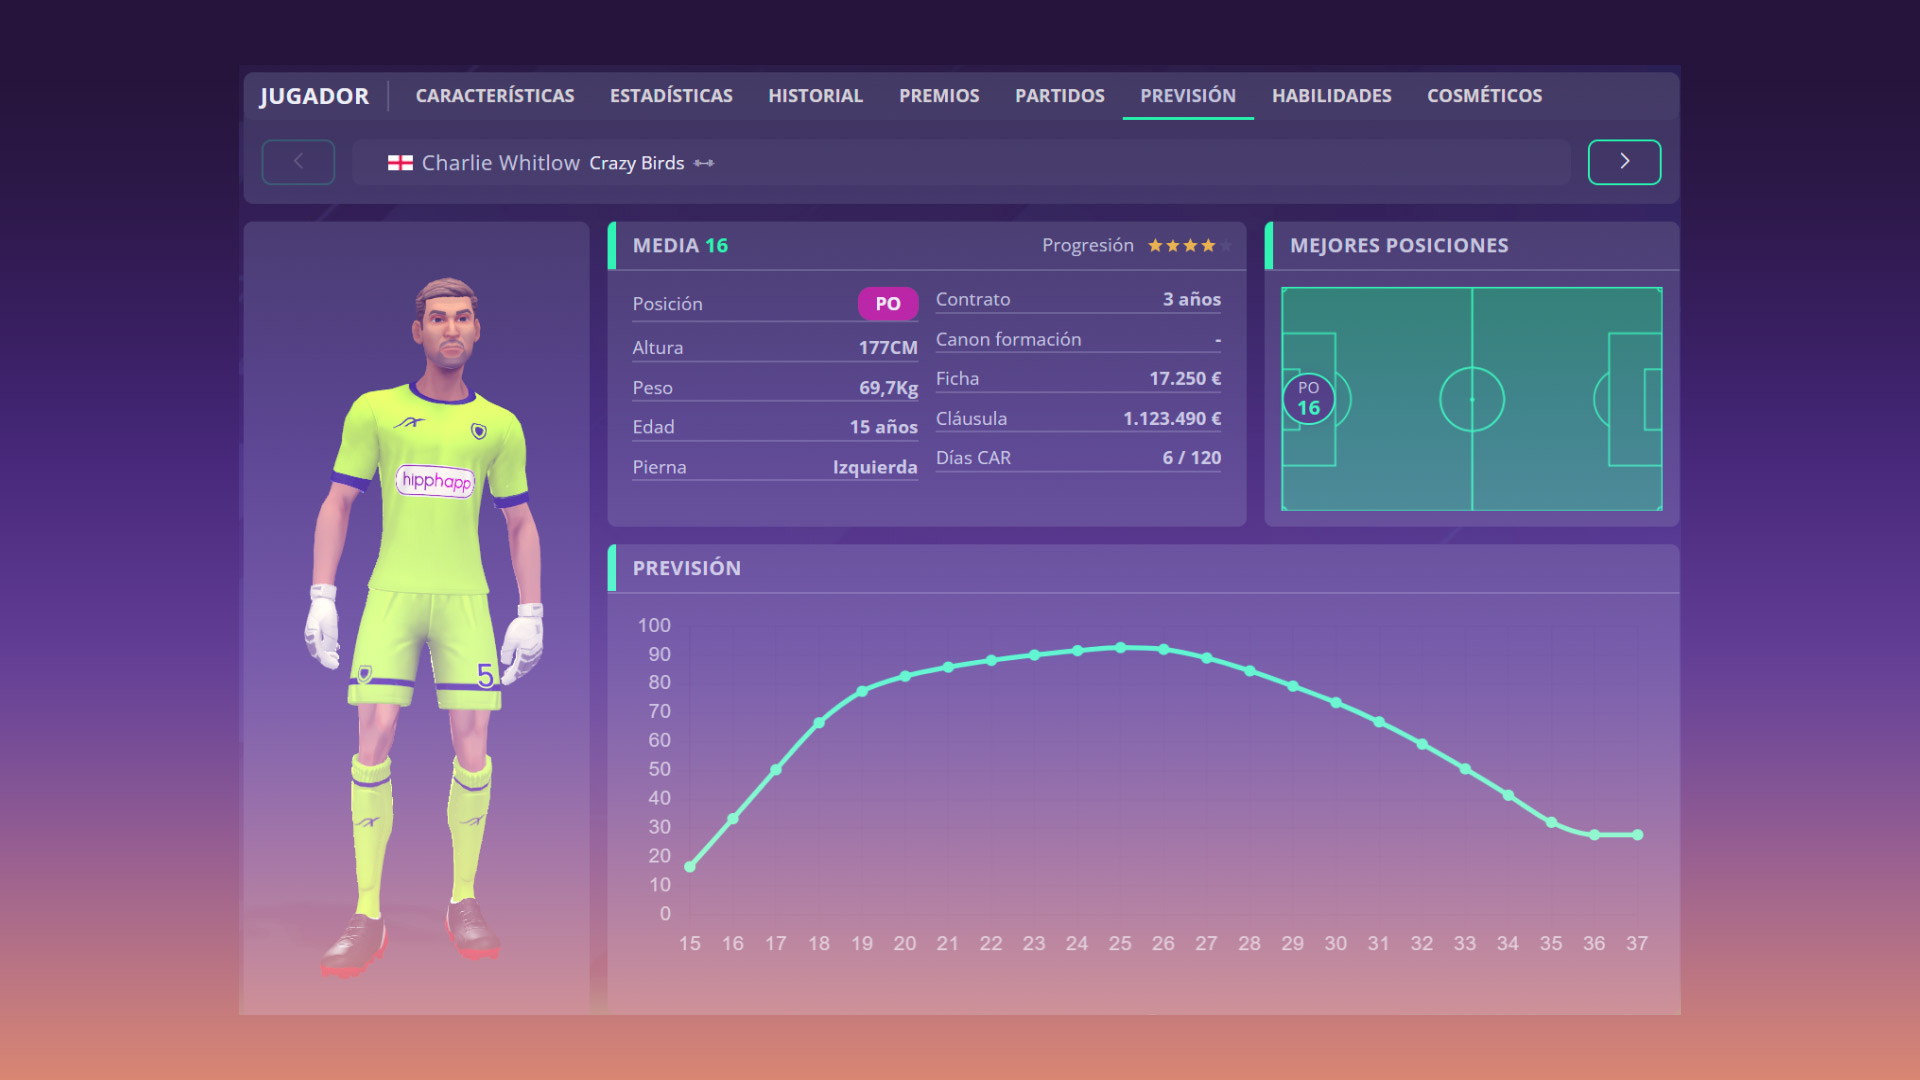 JUGADOR CARACTERÍSTICAS ESTADÍSTICAS HISTORIAL PREMIOS PARTIDOS PREVISIÓN HABILIDADES COSMÉTICOS
Charlie Whitlow Crazy Birds
MEDIA 16 Progresión
Posición PO
Altura 177CM
Peso 69,7Kg
Edad 15 años
Pierna Izquierda
Contrato 3 años
Canon formación -
Ficha 17.250 €
Cláusula 1.123.490 €
Días CAR 6 / 120
MEJORES POSICIONES
PO
16
hipphapp
5
PREVISIÓN
100
90
80
70
60
50
40
30
20
10
0
15 16 17 18 19 20 21 22 23 24 25 26 27 28 29 30 31 32 33 34 35 36 37